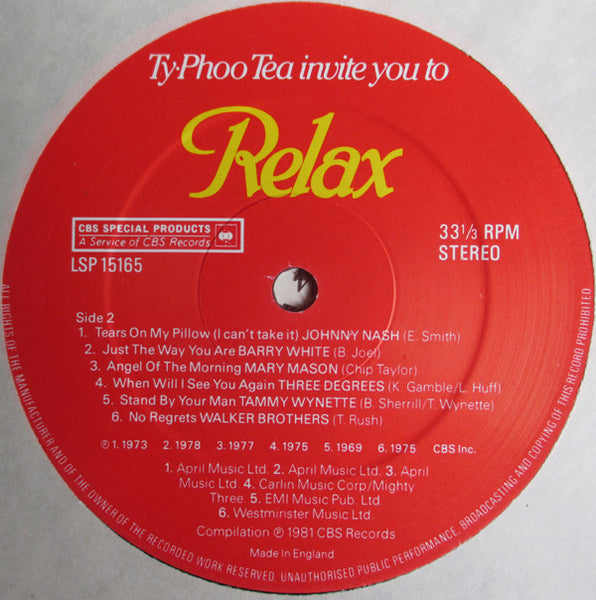 Ty·Phoo Tea invite you to
Relax
CBS SPECIAL PRODUCTS
A Service of CBS Records
LSP 15165
33 1/3 RPM
STEREO
Side 2
1. Tears On My Pillow (I can't take it) JOHNNY NASH (E. Smith)
2. Just The Way You Are BARRY WHITE (B. Joel)
3. Angel Of The Morning MARY MASON (Chip Taylor)
4. When Will I See You Again THREE DEGREES (K. Gamble/L. Huff)
5. Stand By Your Man TAMMY WYNETTE (B. Sherrill/T. Wynette)
6. No Regrets WALKER BROTHERS (T. Rush)
℗ 1. 1973 2. 1978 3. 1977 4. 1975 5. 1969 6. 1975 CBS Inc.
1. April Music Ltd. 2. April Music Ltd. 3. April
Music Ltd. 4. Carlin Music Corp/Mighty
Three. 5. EMI Music Pub. Ltd.
6. Westminster Music Ltd.
Compilation ℗ 1981 CBS Records
Made in England
ALL RIGHTS OF THE MANUFACTURER AND OF THE OWNER OF THE RECORDED WORK RESERVED. UNAUTHORISED PUBLIC PERFORMANCE, BROADCASTING AND COPYING OF THIS RECORD PROHIBITED